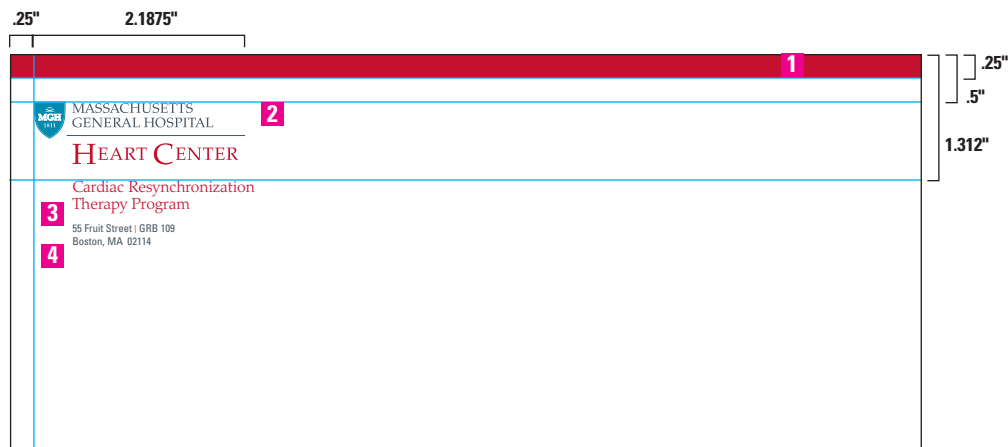 .25" 2.1875"
1 .25"
.5"
MGH
1811
MASSACHUSETTS
GENERAL HOSPITAL
2
1.312"
HEART CENTER
Cardiac Resynchronization
Therapy Program
3
55 Fruit Street | GRB 109
Boston, MA 02114
4